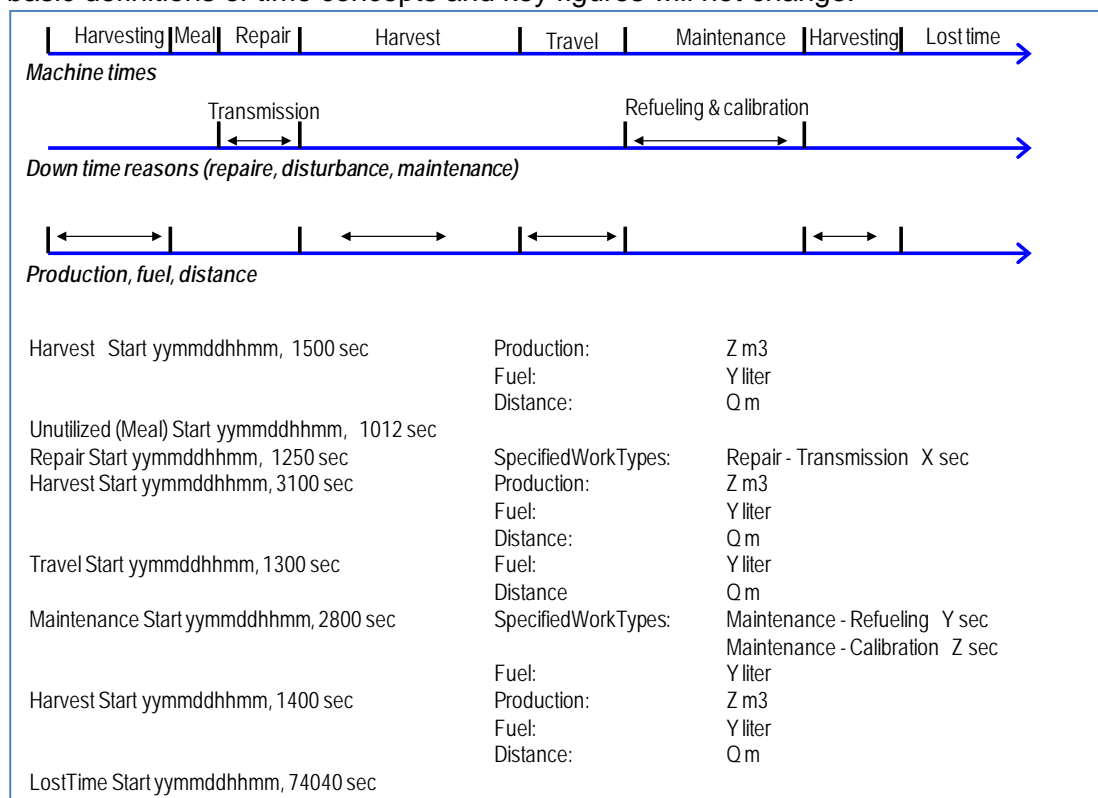 basic definitions of time concepts and key figures will not change.
Harvesting Meal Repair Harvest Travel Maintenance Harvesting Lost time
Machine times
Transmission Refueling & calibration
Down time reasons (repaire, disturbance, maintenance)
Production, fuel, distance
Harvest Start yymmddhhmm, 1500 sec Production: Z m3
Fuel: Y liter
Distance: Q m
Unutilized (Meal) Start yymmddhhmm, 1012 sec
Repair Start yymmddhhmm, 1250 sec SpecifiedWorkTypes: Repair - Transmission X sec
Harvest Start yymmddhhmm, 3100 sec Production: Z m3
Fuel: Y liter
Distance: Q m
Travel Start yymmddhhmm, 1300 sec Fuel: Y liter
Distance Q m
Maintenance Start yymmddhhmm, 2800 sec SpecifiedWorkTypes: Maintenance - Refueling Y sec
Maintenance - Calibration Z sec
Fuel: Y liter
Harvest Start yymmddhhmm, 1400 sec Production: Z m3
Fuel: Y liter
Distance: Q m
LostTime Start yymmddhhmm, 74040 sec